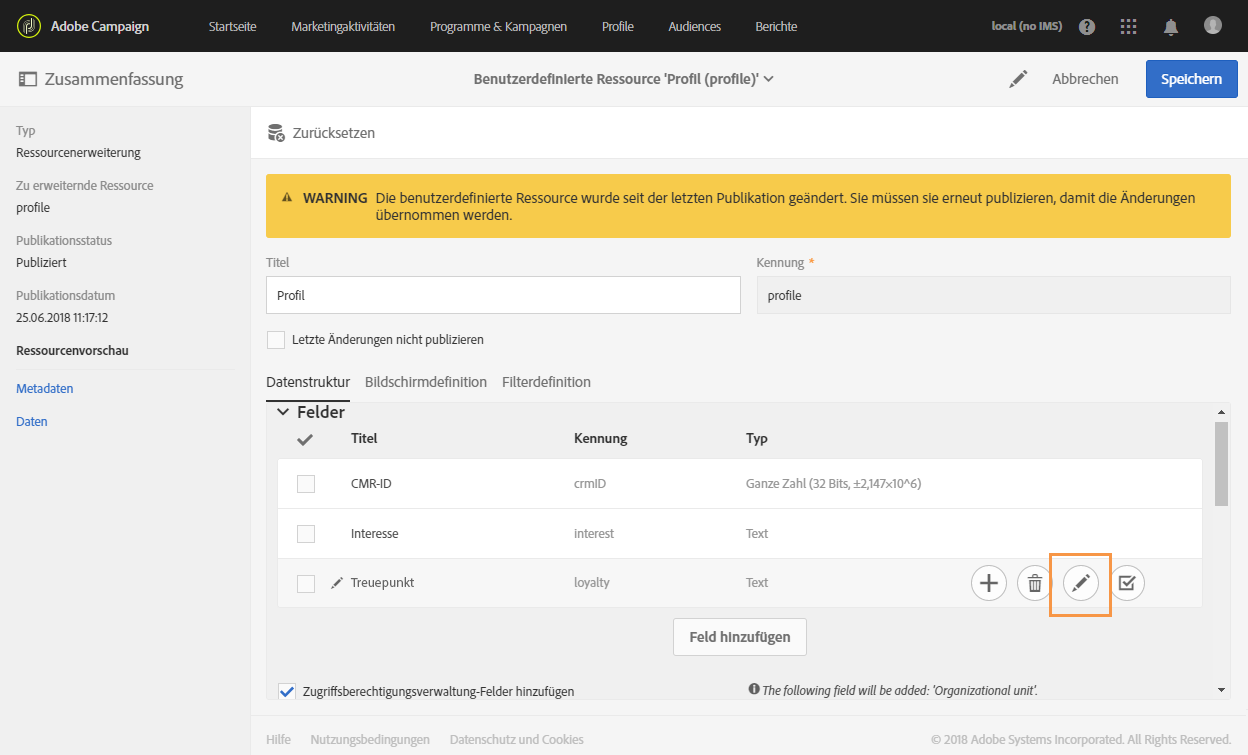 Adobe Campaign Startseite Marketingaktivitäten Programme & Kampagnen Profile Audiences Berichte local (no IMS)
Zusammenfassung Benutzerdefinierte Ressource 'Profil (profile)' Abbrechen Speichern
Typ
Ressourcenerweiterung
Zu erweiternde Ressource
profile
Publikationsstatus
Publiziert
Publikationsdatum
25.06.2018 11:17:12
Ressourcenvorschau
Metadaten
Daten
Zurücksetzen
WARNING Die benutzerdefinierte Ressource wurde seit der letzten Publikation geändert. Sie müssen sie erneut publizieren, damit die Änderungen
übernommen werden.
Titel Kennung *
Profil profile
Letzte Änderungen nicht publizieren
Datenstruktur Bildschirmdefinition Filterdefinition
Felder
Titel Kennung Typ
CMR-ID crmID Ganze Zahl (32 Bits, ±2,147×10^6)
Interesse interest Text
Treuepunkt loyalty Text
Feld hinzufügen
Zugriffsberechtigungsverwaltung-Felder hinzufügen The following field will be added: 'Organizational unit'.
Hilfe Nutzungsbedingungen Datenschutz und Cookies © 2018 Adobe Systems Incorporated. All Rights Reserved.